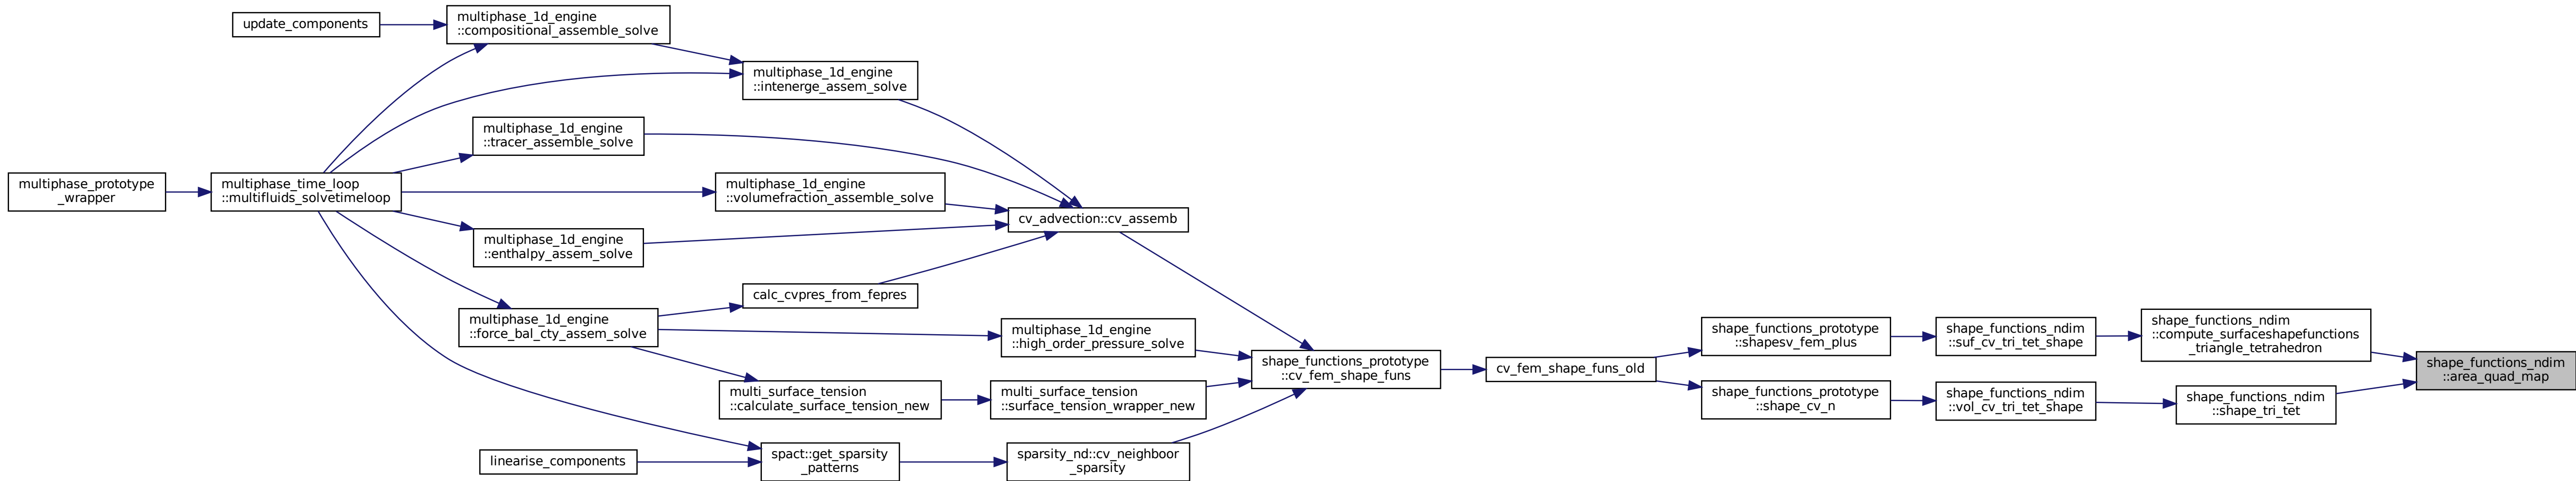 update_components
multiphase_1d_engine
::compositional_assemble_solve
multiphase_1d_engine
::intenerge_assem_solve
multiphase_1d_engine
::tracer_assemble_solve
multiphase_prototype
_wrapper
multiphase_time_loop
::multifluids_solvetimeloop
multiphase_1d_engine
::volumefraction_assemble_solve
cv_advection::cv_assemb
multiphase_1d_engine
::enthalpy_assem_solve
calc_cvpres_from_fepres
multiphase_1d_engine
::force_bal_cty_assem_solve
multiphase_1d_engine
::high_order_pressure_solve
multi_surface_tension
::calculate_surface_tension_new
multi_surface_tension
::surface_tension_wrapper_new
linearise_components
spact::get_sparsity
_patterns
sparsity_nd::cv_neighboor
_sparsity
shape_functions_prototype
::cv_fem_shape_funs
cv_fem_shape_funs_old
shape_functions_prototype
::shapesv_fem_plus
shape_functions_ndim
::suf_cv_tri_tet_shape
shape_functions_ndim
::compute_surfaceshapefunctions
_triangle_tetrahedron
shape_functions_prototype
::shape_cv_n
shape_functions_ndim
::vol_cv_tri_tet_shape
shape_functions_ndim
::shape_tri_tet
shape_functions_ndim
::area_quad_map